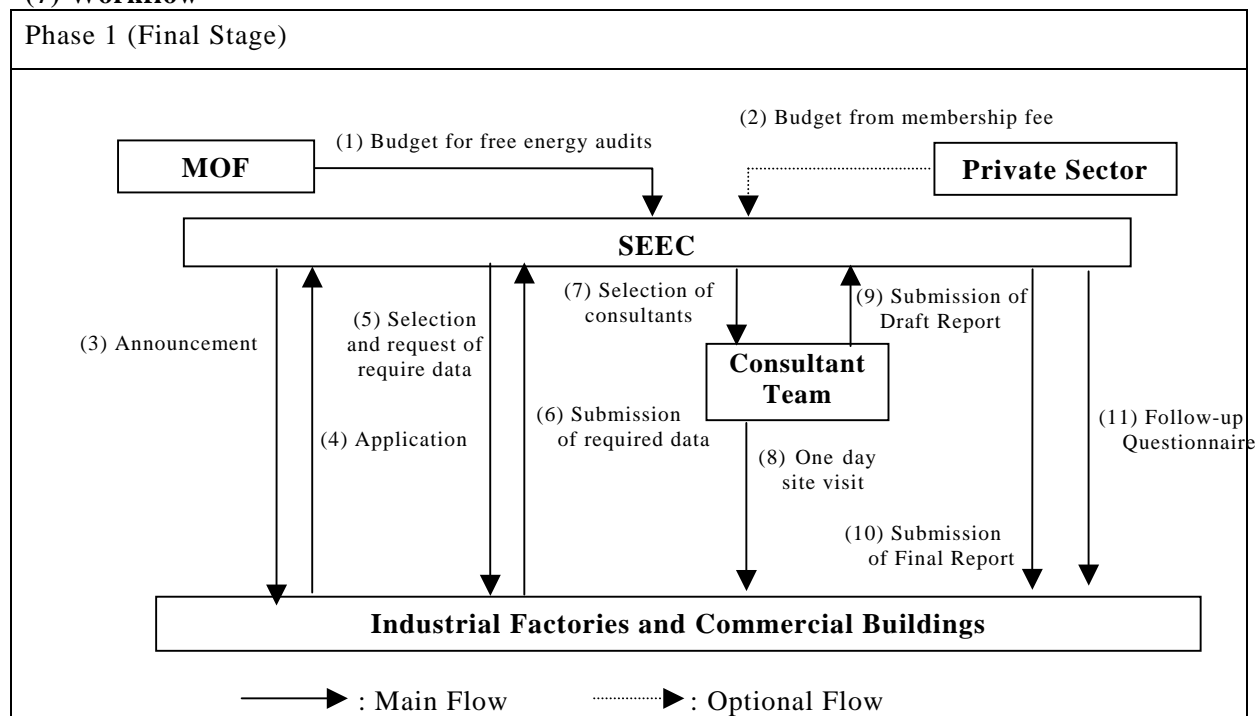 (7) Workflow
Phase 1 (Final Stage)
(2) Budget from membership fee
(1) Budget for free energy audits
MOF
Private Sector
SEEC
(3) Announcement
(4) Application
(5) Selection
and request of
require data
(6) Submission
of required data
(7) Selection of
consultants
Consultant
Team
(8) One day
site visit
(9) Submission of
Draft Report
(10) Submission
of Final Report
(11) Follow-up
Questionnaire
Industrial Factories and Commercial Buildings
: Main Flow
: Optional Flow